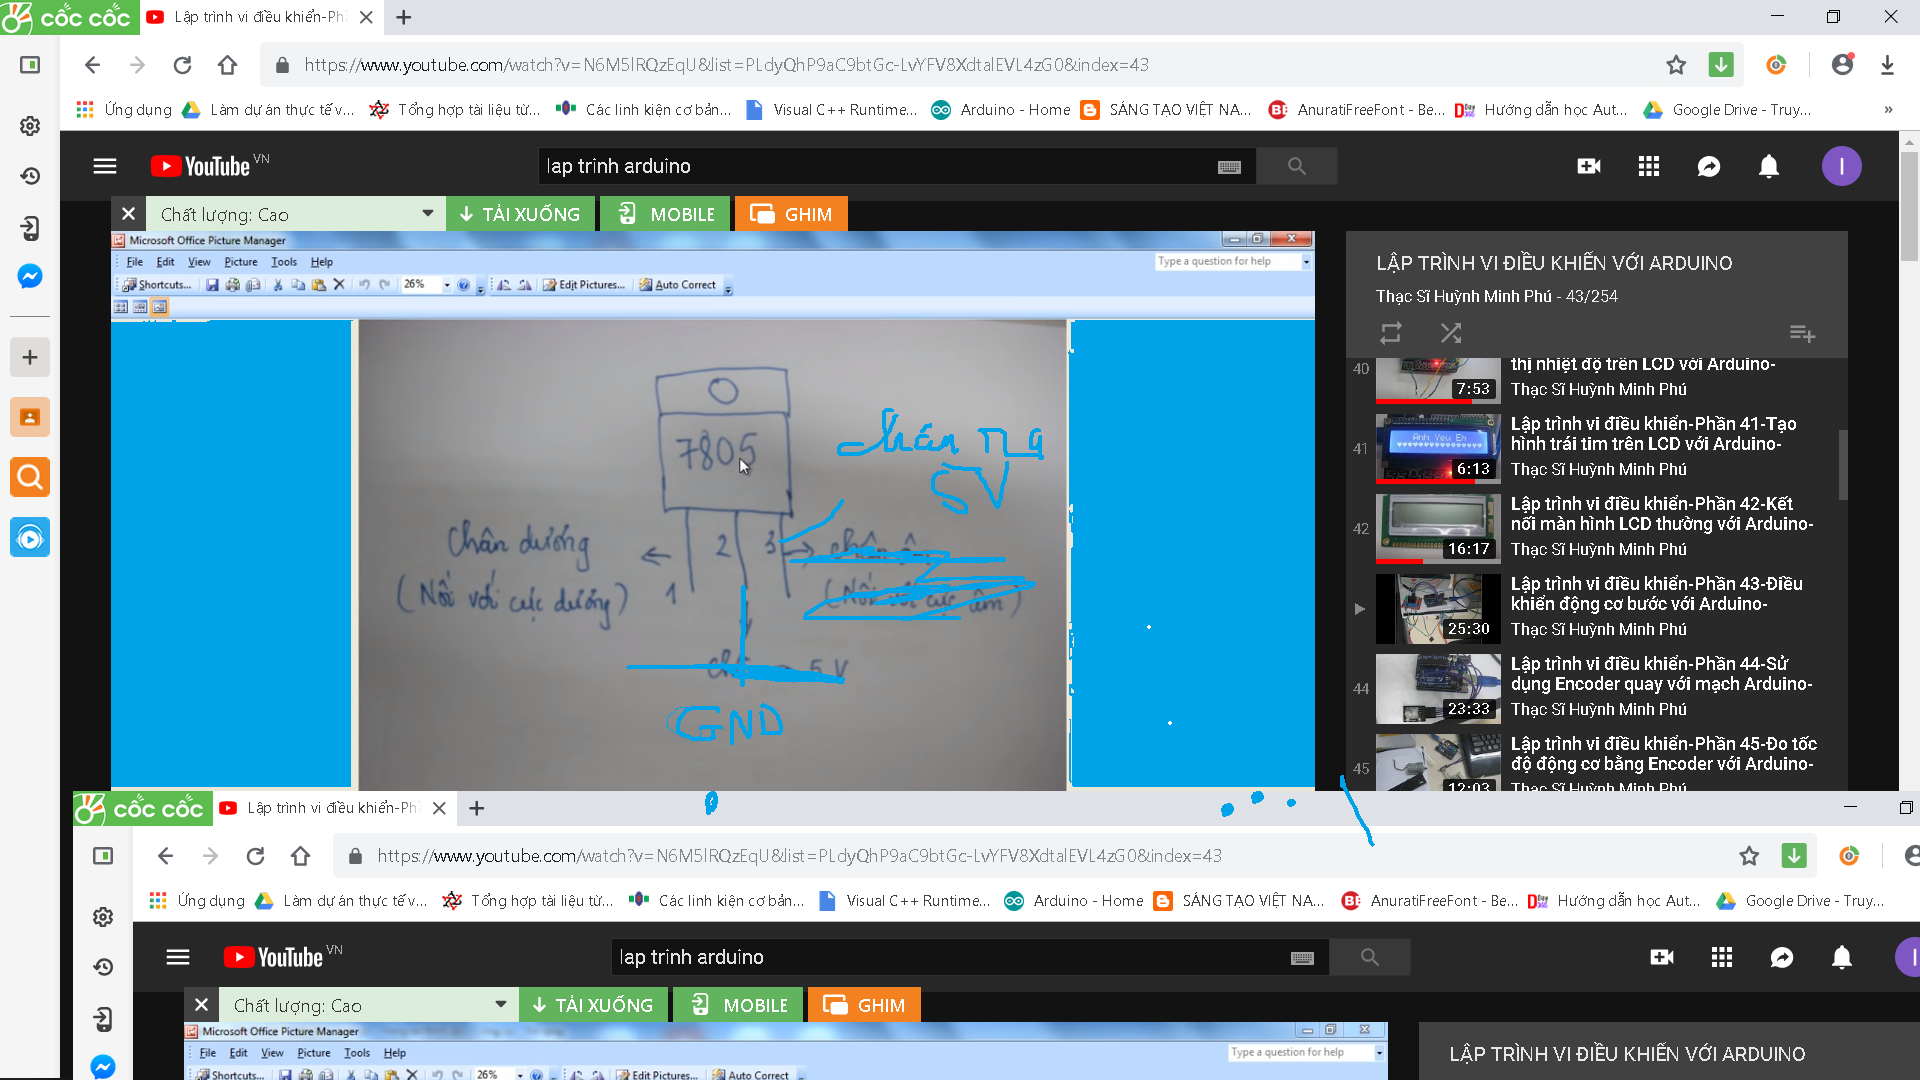 cốc cốc
Lập trình vi điều khiển-Ph
https://www.youtube.com/watch?v=N6M5lRQzEqU&list=PLdyQhP9aC9btGc-LvYFV8XdtalEVL4zG0&index=43
Ứng dụng
Làm dự án thực tế v...
Tổng hợp tài liệu từ...
Các linh kiện cơ bản...
Visual C++ Runtime...
Arduino - Home
SÁNG TẠO VIỆT NA...
AnuratiFreeFont - Be...
Hướng dẫn học Aut...
Google Drive - Truy...
YouTube VN
lap trinh arduino
I
Chất lượng: Cao
TẢI XUỐNG
MOBILE
GHIM
Microsoft Office Picture Manager
File Edit View Picture Tools Help
Type a question for help
Shortcuts...
26%
Edit Pictures...
Auto Correct
7805
chân ra
5V
Chân dương
(Nối với cực dương)
1
2
3
chân
(Nối với cực âm)
5V
GND
LẬP TRÌNH VI ĐIỀU KHIỂN VỚI ARDUINO
Thạc Sĩ Huỳnh Minh Phú - 43/254
40
7:53
thị nhiệt độ trên LCD với Arduino-
Thạc Sĩ Huỳnh Minh Phú
41
Anh Yeu Em
6:13
Lập trình vi điều khiển-Phần 41-Tạo
hình trái tim trên LCD với Arduino-
Thạc Sĩ Huỳnh Minh Phú
42
16:17
Lập trình vi điều khiển-Phần 42-Kết
nối màn hình LCD thường với Arduino-
Thạc Sĩ Huỳnh Minh Phú
25:30
Lập trình vi điều khiển-Phần 43-Điều
khiển động cơ bước với Arduino-
Thạc Sĩ Huỳnh Minh Phú
44
23:33
Lập trình vi điều khiển-Phần 44-Sử
dụng Encoder quay với mạch Arduino-
Thạc Sĩ Huỳnh Minh Phú
45
12:03
Lập trình vi điều khiển-Phần 45-Đo tốc
độ động cơ bằng Encoder với Arduino-
Thạc Sĩ Huỳnh Minh Phú
cốc cốc
Lập trình vi điều khiển-Ph
https://www.youtube.com/watch?v=N6M5lRQzEqU&list=PLdyQhP9aC9btGc-LvYFV8XdtalEVL4zG0&index=43
Ứng dụng
Làm dự án thực tế v...
Tổng hợp tài liệu từ...
Các linh kiện cơ bản...
Visual C++ Runtime...
Arduino - Home
SÁNG TẠO VIỆT NA...
AnuratiFreeFont - Be...
Hướng dẫn học Aut...
Google Drive - Truy...
YouTube VN
lap trinh arduino
I
Chất lượng: Cao
TẢI XUỐNG
MOBILE
GHIM
Microsoft Office Picture Manager
File Edit View Picture Tools Help
Type a question for help
Shortcuts...
26%
Edit Pictures...
Auto Correct
LẬP TRÌNH VI ĐIỀU KHIỂN VỚI ARDUINO